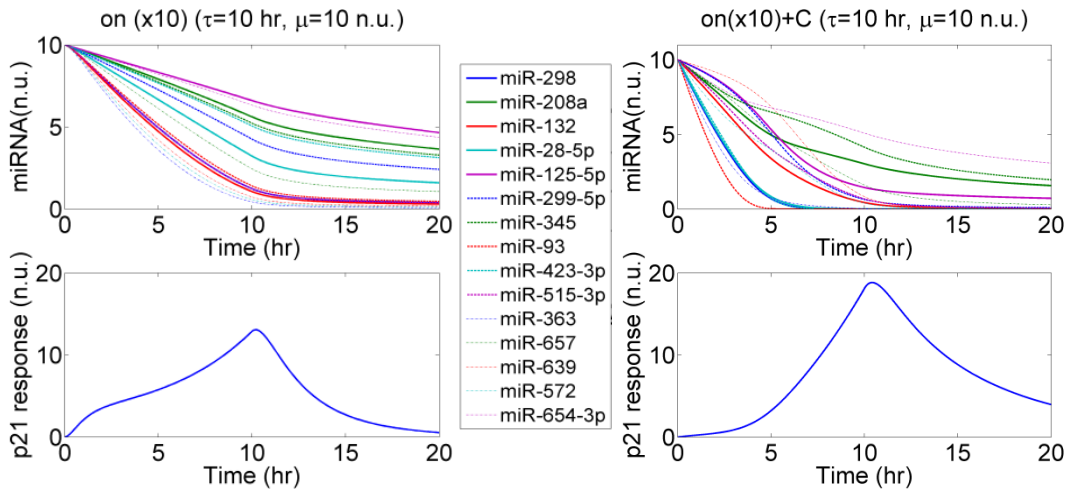 on (x10) (τ=10 hr, μ=10 n.u.)
miRNA(n.u.)
10
5
0
0 5 10 15 20
Time (hr)
p21 response (n.u.)
20
10
0
0 5 10 15 20
Time (hr)
miR-298
miR-208a
miR-132
miR-28-5p
miR-125-5p
miR-299-5p
miR-345
miR-93
miR-423-3p
miR-515-3p
miR-363
miR-657
miR-639
miR-572
miR-654-3p
on(x10)+C (τ=10 hr, μ=10 n.u.)
miRNA(n.u.)
10
5
0
0 5 10 15 20
Time (hr)
p21 response (n.u.)
20
10
0
0 5 10 15 20
Time (hr)